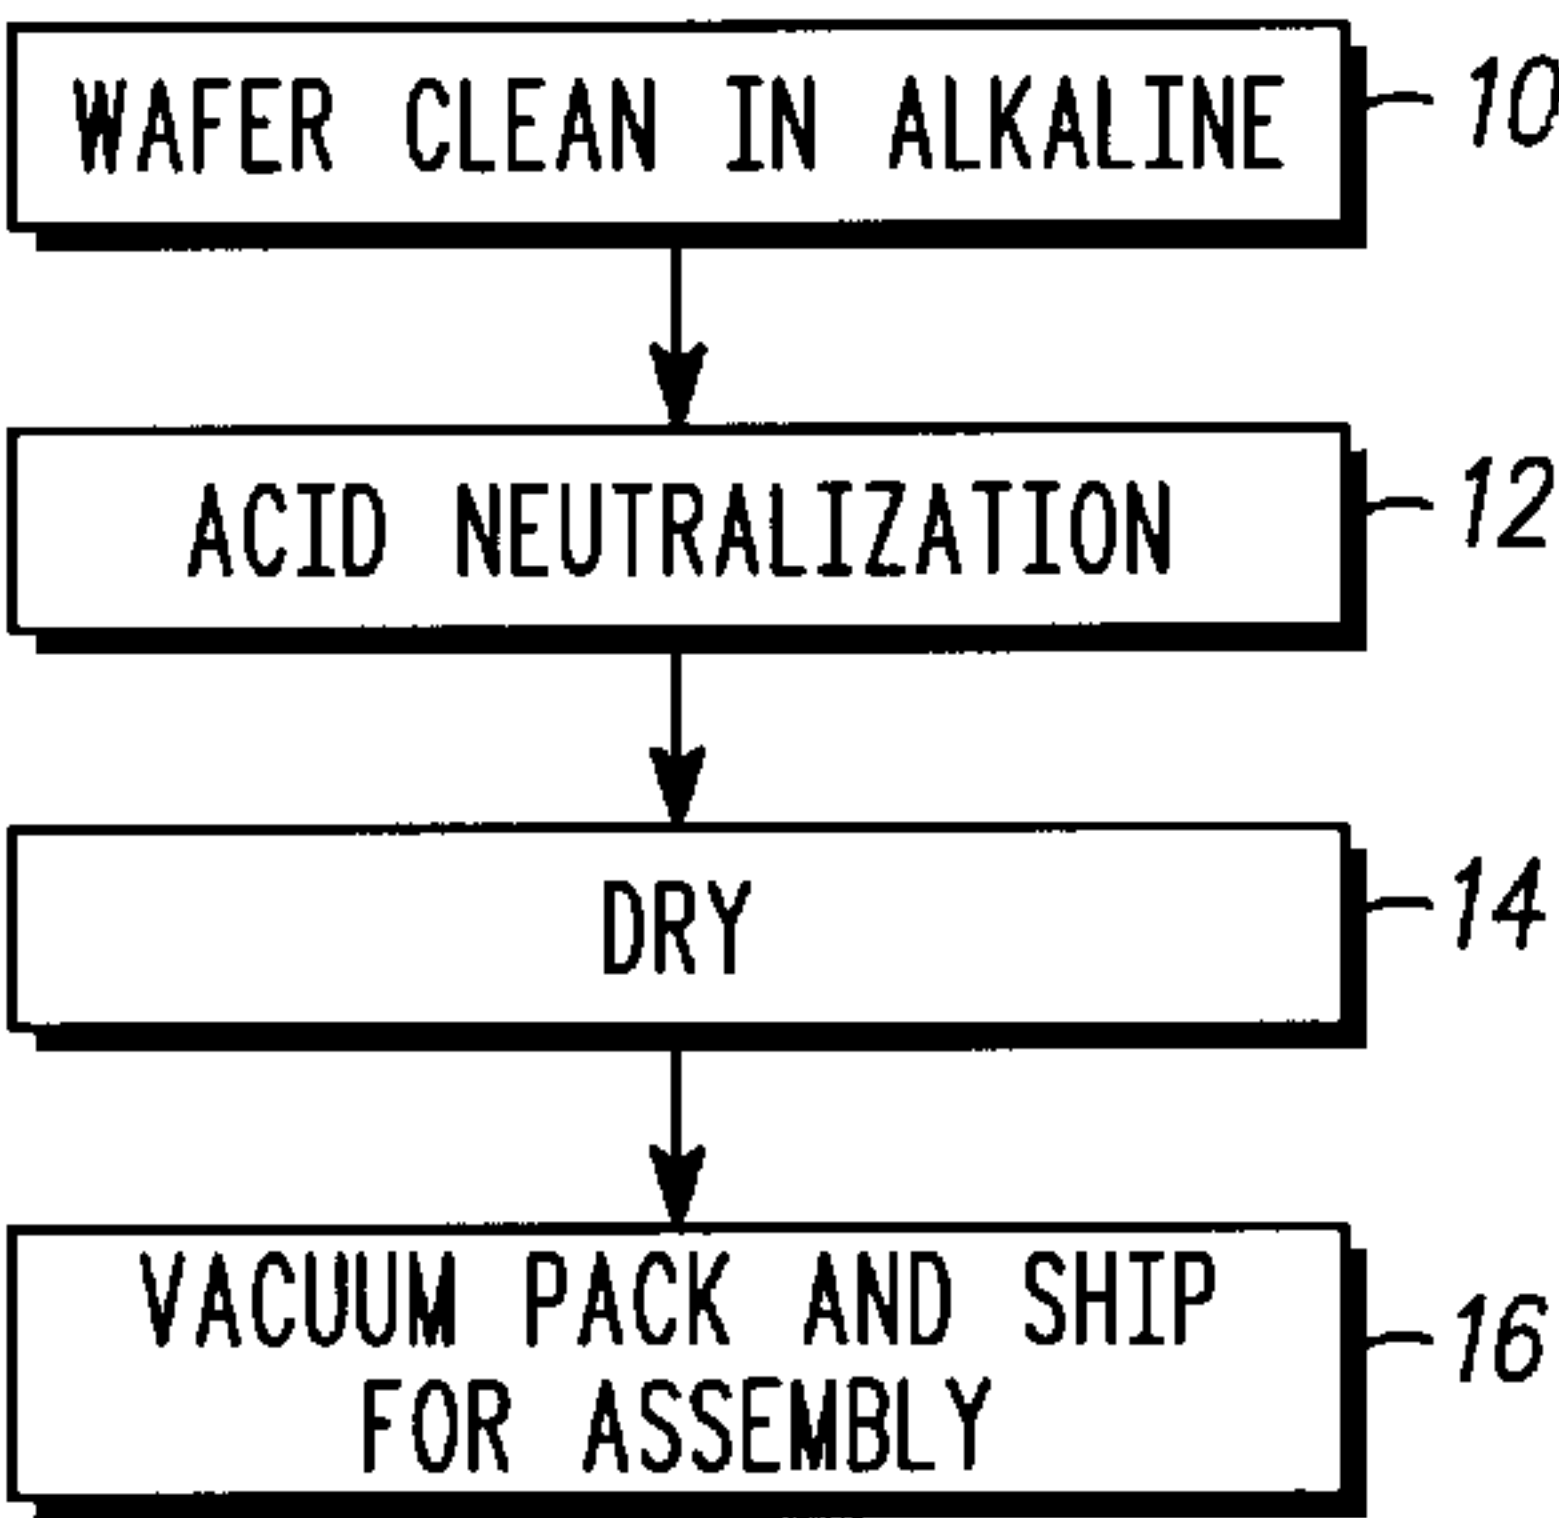 WAFER CLEAN IN ALKALINE
10
ACID NEUTRALIZATION
12
DRY
14
VACUUM PACK AND SHIP
FOR ASSEMBLY
16